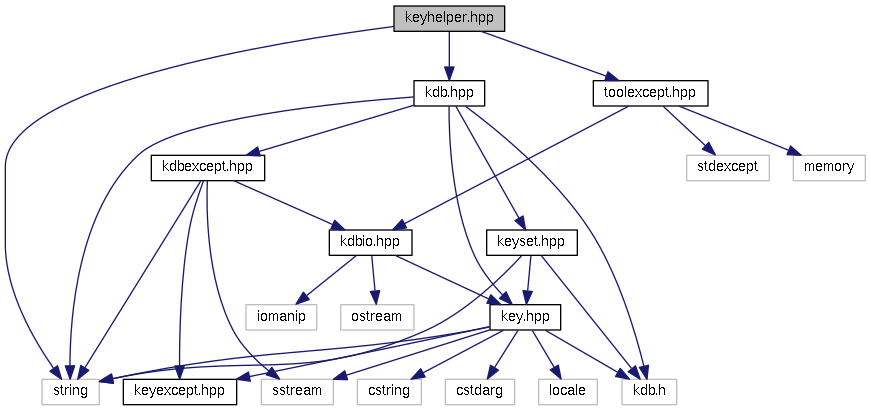 keyhelper.hpp
kdb.hpp
toolexcept.hpp
kdbexcept.hpp
stdexcept
memory
kdbio.hpp
keyset.hpp
iomanip
ostream
key.hpp
string
keyexcept.hpp
sstream
cstring
cstdarg
locale
kdb.h